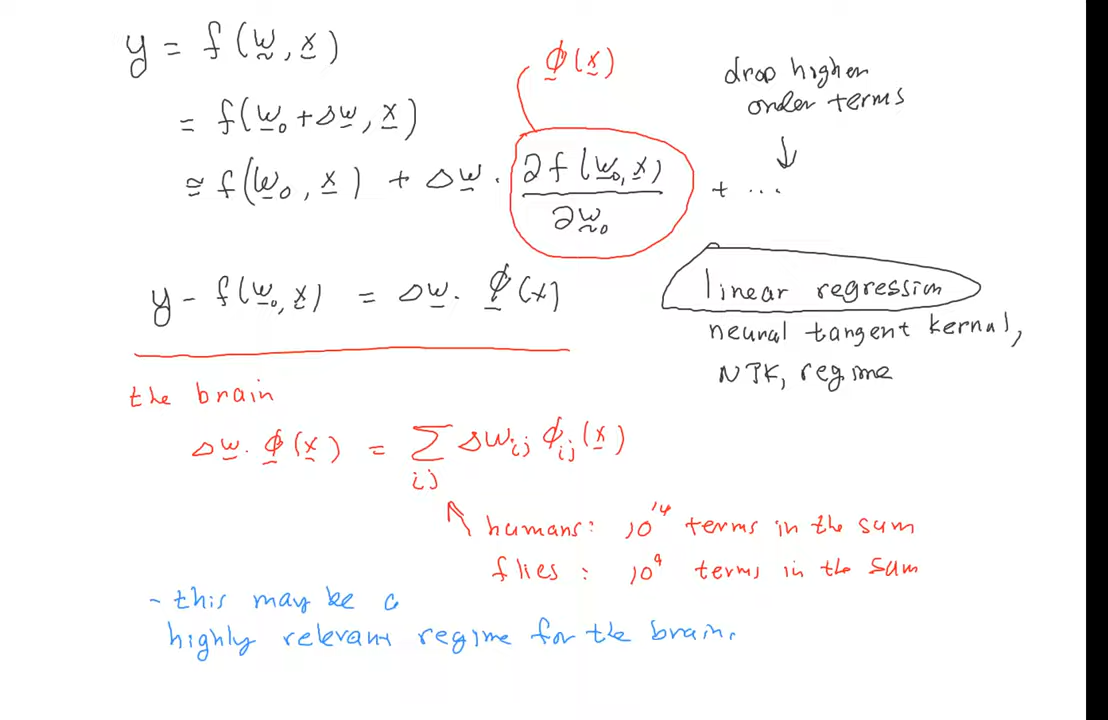 y = f(w, x)
ϕ(x)
drop higher
order terms
= f(w₀ + Δw, x)
≅ f(w₀, x) + Δw · ∂f(w₀, x) / ∂w₀ + ...
y - f(w₀, x) = Δw · ϕ(x)
linear regression
neural tangent kernal,
NTK, regime
the brain
Δw · ϕ(x) = ∑ij Δwij ϕij(x)
humans: 10¹⁴ terms in the sum
flies : 10⁹ terms in the sum
- this may be a
highly relevant regime for the brain.